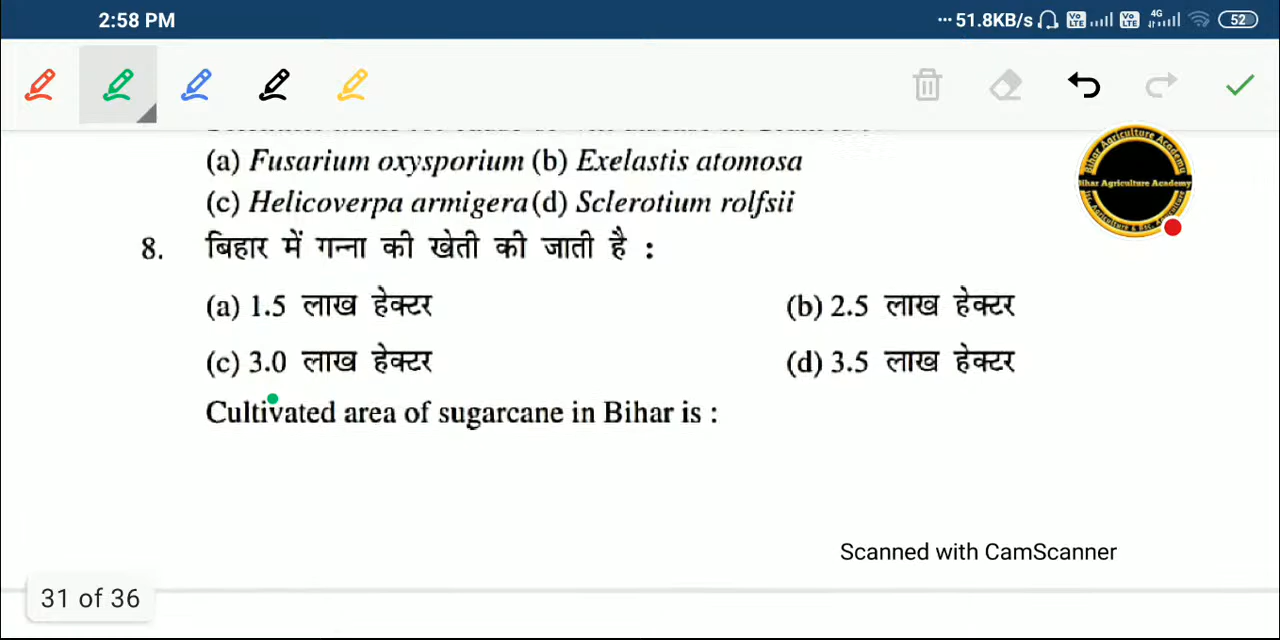 2:58 PM
51.8KB/s 4G 52
(a) Fusarium oxysporium (b) Exelastis atomosa
(c) Helicoverpa armigera (d) Sclerotium rolfsii
Bihar Agriculture Academy
8. बिहार में गन्ना की खेती की जाती है :
(a) 1.5 लाख हेक्टर (b) 2.5 लाख हेक्टर
(c) 3.0 लाख हेक्टर (d) 3.5 लाख हेक्टर
Cultivated area of sugarcane in Bihar is :
Scanned with CamScanner
31 of 36